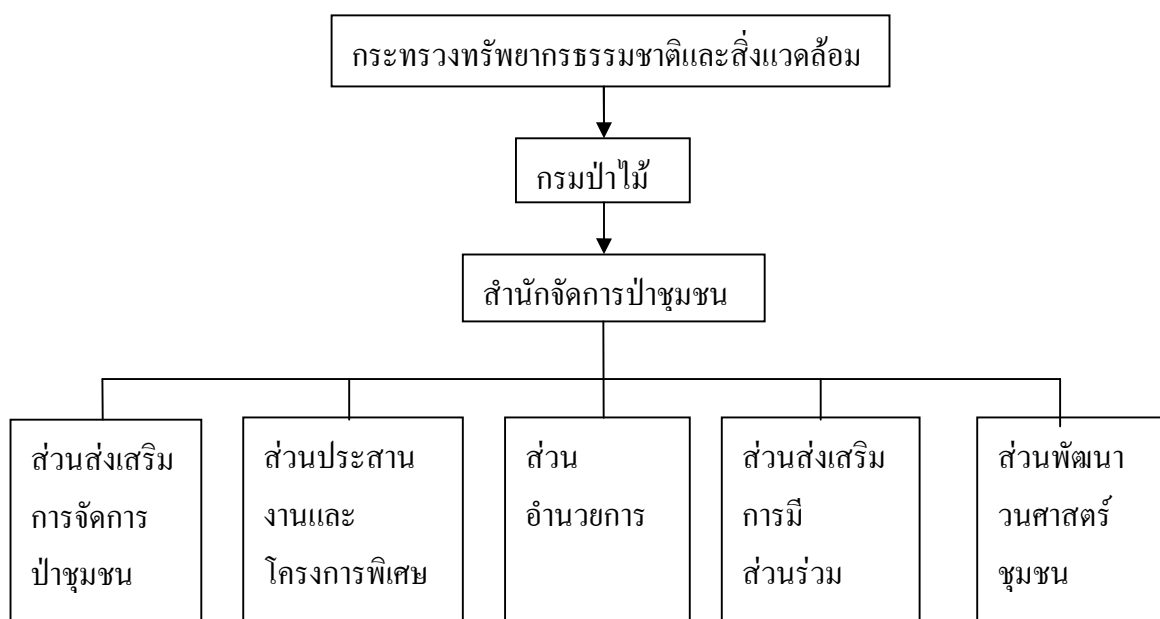 กระทรวงทรัพยากรธรรมชาติและสิ่งแวดล้อม
กรมป่าไม้
สำนักจัดการป่าชุมชน
ส่วนส่งเสริม
การจัดการ
ป่าชุมชน
ส่วนประสาน
งานและ
โครงการพิเศษ
ส่วน
อำนวยการ
ส่วนส่งเสริม
การมี
ส่วนร่วม
ส่วนพัฒนา
วนศาสตร์
ชุมชน